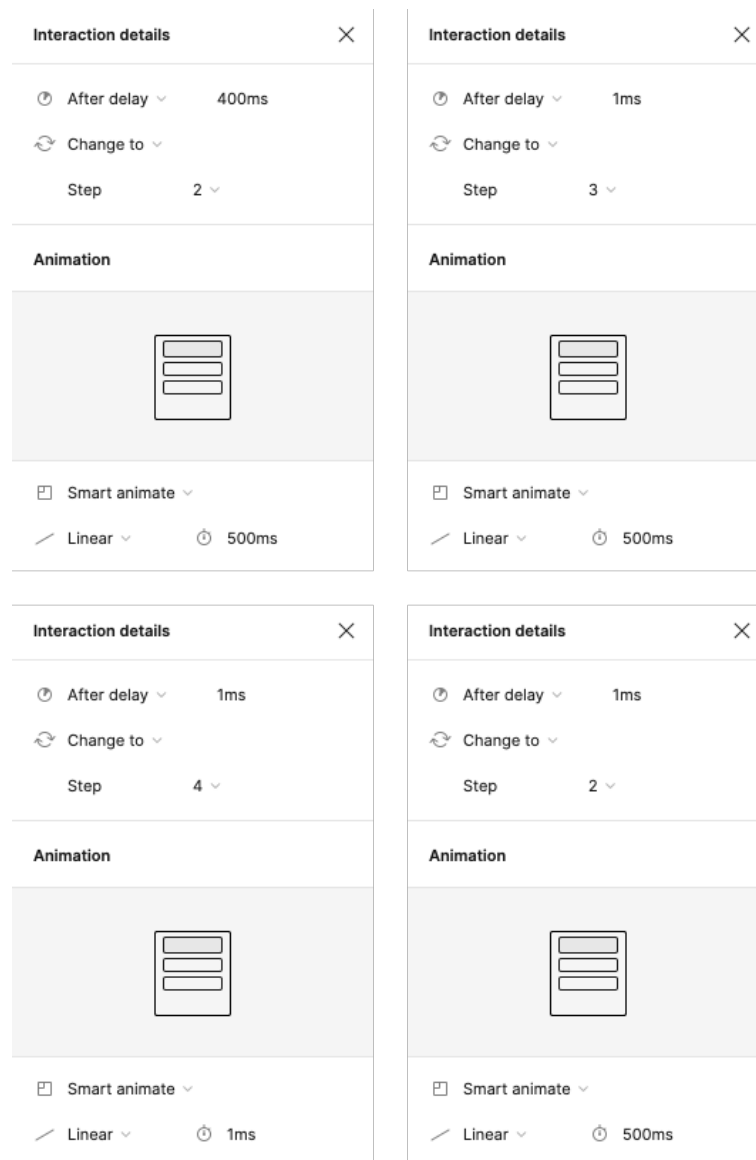 Interaction details
After delay 400ms
Change to
Step 2
Animation
Smart animate
Linear 500ms
Interaction details
After delay 1ms
Change to
Step 3
Animation
Smart animate
Linear 500ms
Interaction details
After delay 1ms
Change to
Step 4
Animation
Smart animate
Linear 1ms
Interaction details
After delay 1ms
Change to
Step 2
Animation
Smart animate
Linear 500ms